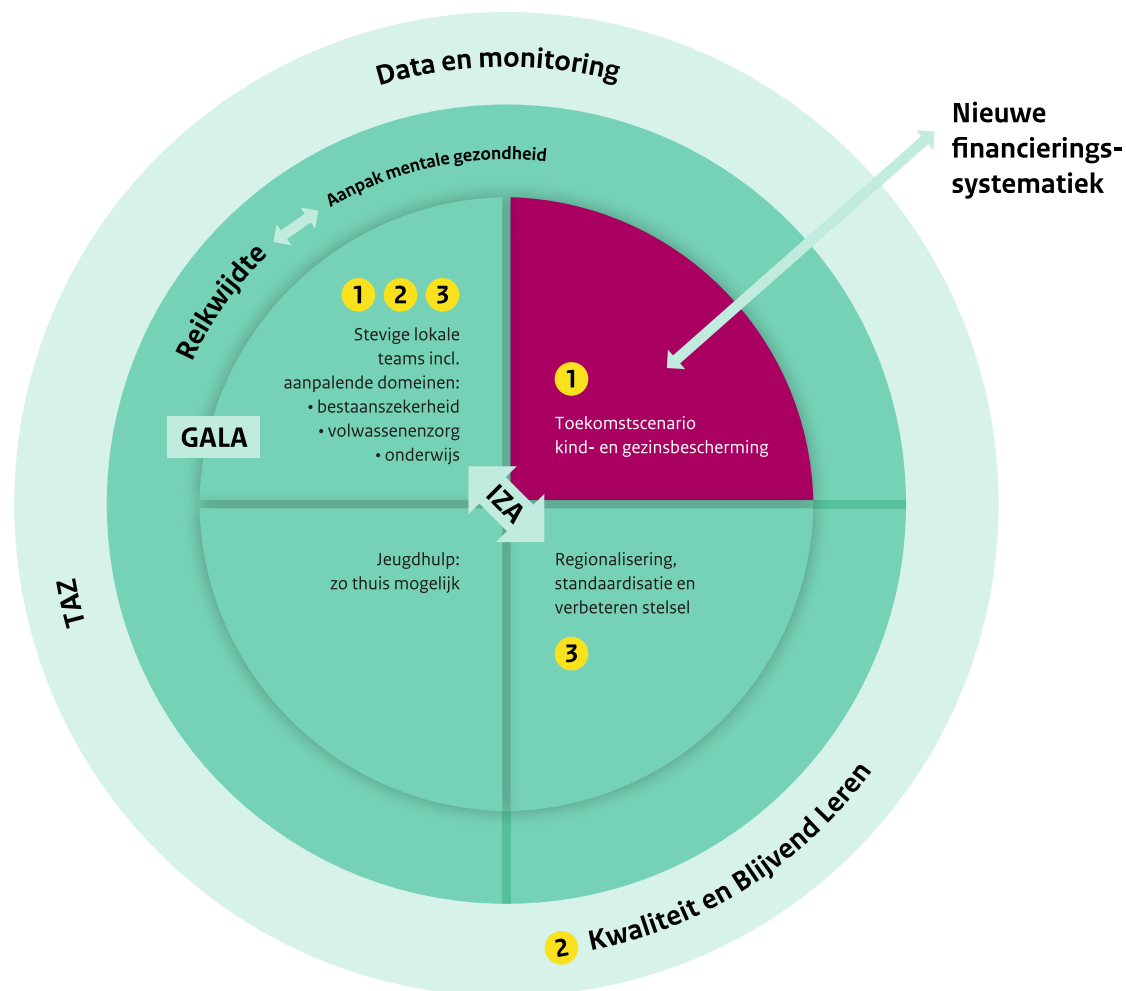 Data en monitoring
Nieuwe
financierings-
systematiek
Aanpak mentale gezondheid
Reikwijdte
1 2 3
Stevige lokale
teams incl.
aanpalende domeinen:
• bestaanszekerheid
• volwassenenzorg
• onderwijs
GALA
1
Toekomstscenario
kind- en gezinsbescherming
IZA
Jeugdhulp:
zo thuis mogelijk
Regionalisering,
standaardisatie en
verbeteren stelsel
3
TAZ
2 Kwaliteit en Blijvend Leren